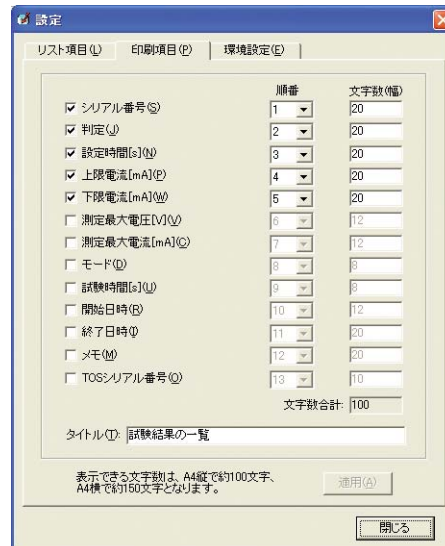 設定
リスト項目(L) 印刷項目(P) 環境設定(E)
順番 文字数(幅)
シリアル番号(S) 1 20
判定(J) 2 20
設定時間[s](N) 3 20
上限電流[mA](P) 4 20
下限電流[mA](W) 5 20
測定最大電圧[V](V) 6 12
測定最大電流[mA](C) 7 12
モード(D) 8 8
試験時間[s](U) 9 8
開始日時(R) 10 12
終了日時(I) 11 20
メモ(M) 12 20
TOSシリアル番号(O) 13 10
文字数合計: 100
タイトル(T): 試験結果の一覧
表示できる文字数は、A4縦で約100文字、
A4横で約150文字となります。
適用(A)
閉じる